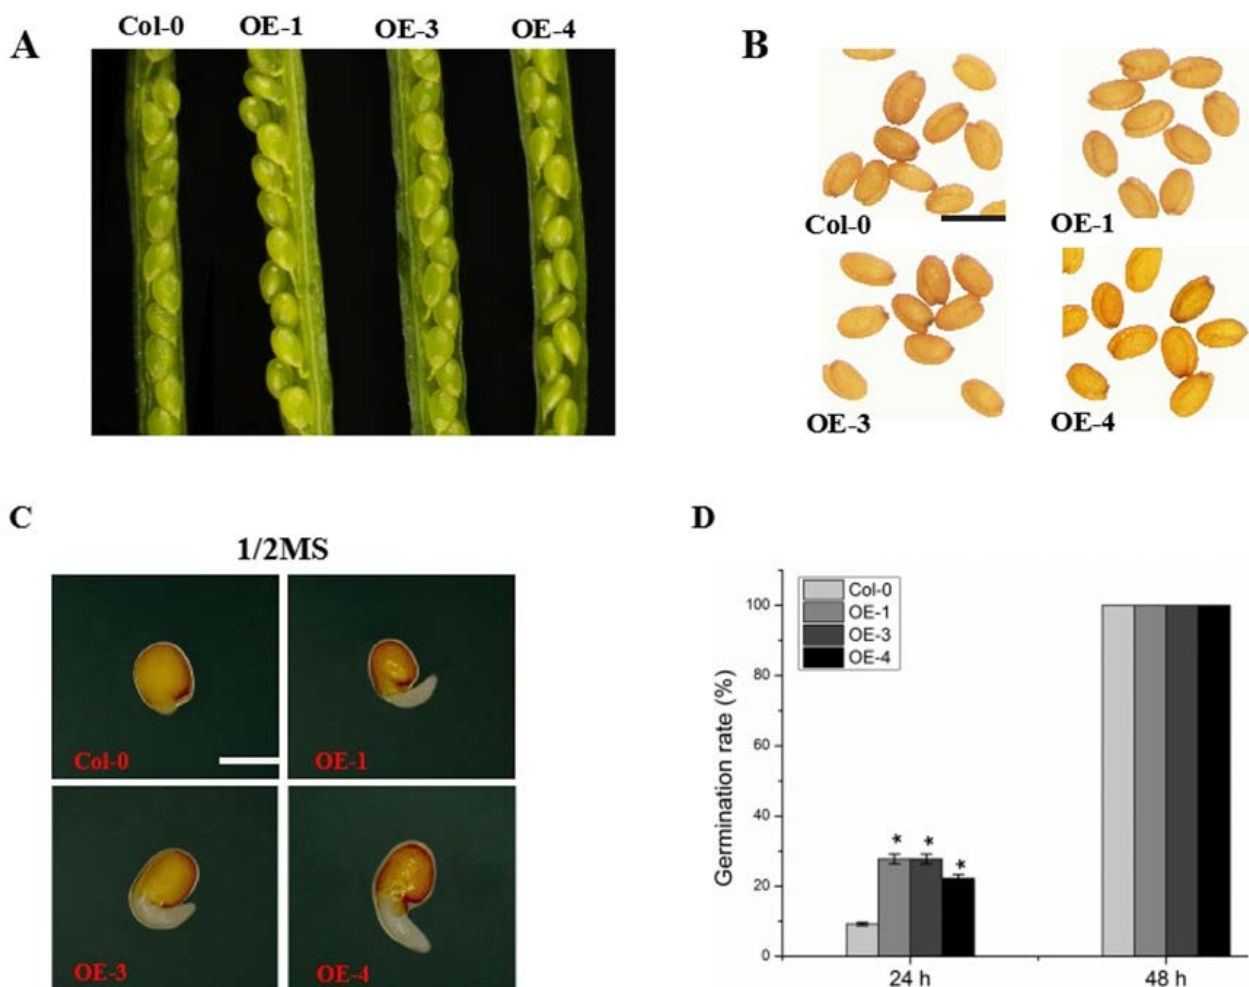 A
Col-0 OE-1 OE-3 OE-4
B
Col-0 OE-1
OE-3 OE-4
C
1/2MS
Col-0 OE-1
OE-3 OE-4
D
Germination rate (%)
Col-0
OE-1
OE-3
OE-4
100
80
60
40
20
0
* * *
24 h 48 h